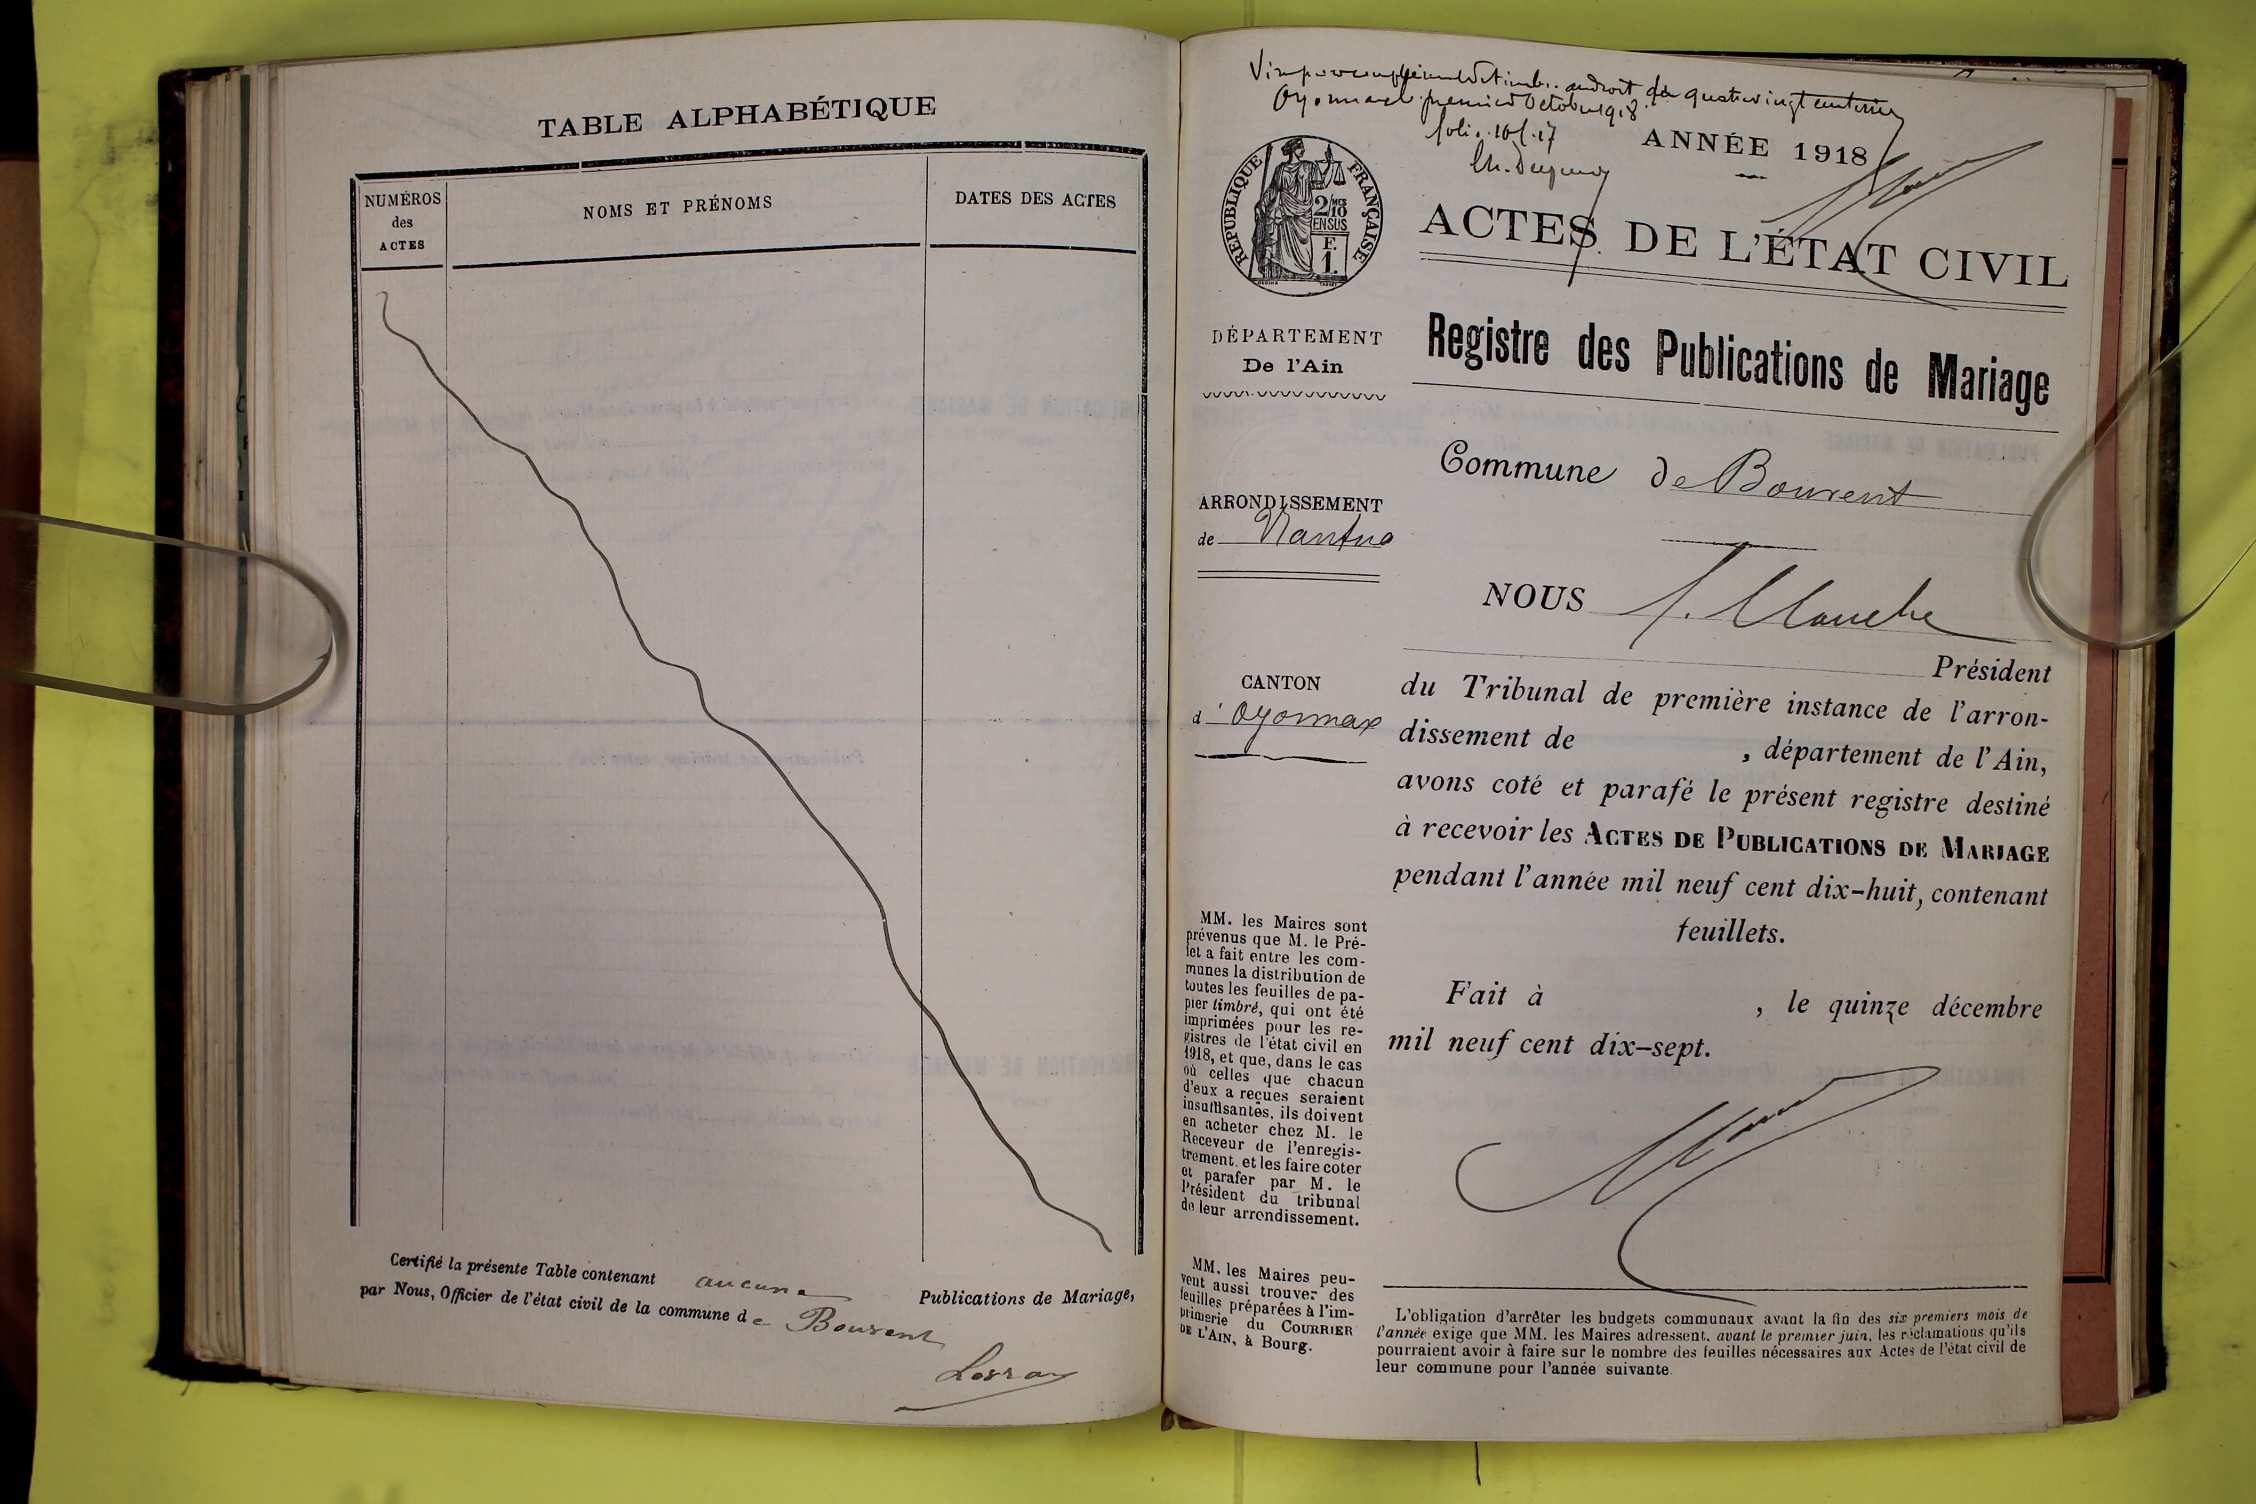 TABLE ALPHABÉTIQUE
NUMÉROS
des
ACTES
NOMS ET PRÉNOMS
DATES DES ACTES
Certifié la présente Table contenant aucune Publications de Mariage,
par Nous, Officier de l'état civil de la commune de Bouvent
octobre 1918
folio
ANNÉE 1918
RÉPUBLIQUE FRANÇAISE
2/10
EN SUS
F.
1.
ACTES DE L'ÉTAT CIVIL
Registre des Publications de Mariage
DÉPARTEMENT
De l'Ain
Commune de Bouvent
ARRONDISSEMENT
de Nantua
NOUS
Président
CANTON
d'Oyonnax
du Tribunal de première instance de l'arron-
dissement de , département de l'Ain,
avons coté et parafé le présent registre destiné
à recevoir les ACTES DE PUBLICATIONS DE MARIAGE
pendant l'année mil neuf cent dix-huit, contenant
feuillets.
Fait à , le quinze décembre
mil neuf cent dix-sept.
MM. les Maires sont
prévenus que M. le Pré-
fet a fait entre les com-
munes la distribution de
toutes les feuilles de pa-
pier timbré, qui ont été
imprimées pour les re-
gistres de l'état civil en
1918, et que, dans le cas
où celles que chacun
d'eux a reçues seraient
insuffisantes, ils doivent
en acheter chez M. le
Receveur de l'enregis-
trement. et les faire coter
et parafer par M. le
Président du tribunal
de leur arrondissement.
MM. les Maires peu-
vent aussi trouver des
feuilles préparées à l'im-
primerie du COURRIER
DE L'AIN, à Bourg.
L'obligation d'arrêter les budgets communaux avant la fin des six premiers mois de
l'année exige que MM. les Maires adressent, avant le premier juin, les réclamations qu'ils
pourraient avoir à faire sur le nombre des feuilles nécessaires aux Actes de l'état civil de
leur commune pour l'année suivante.